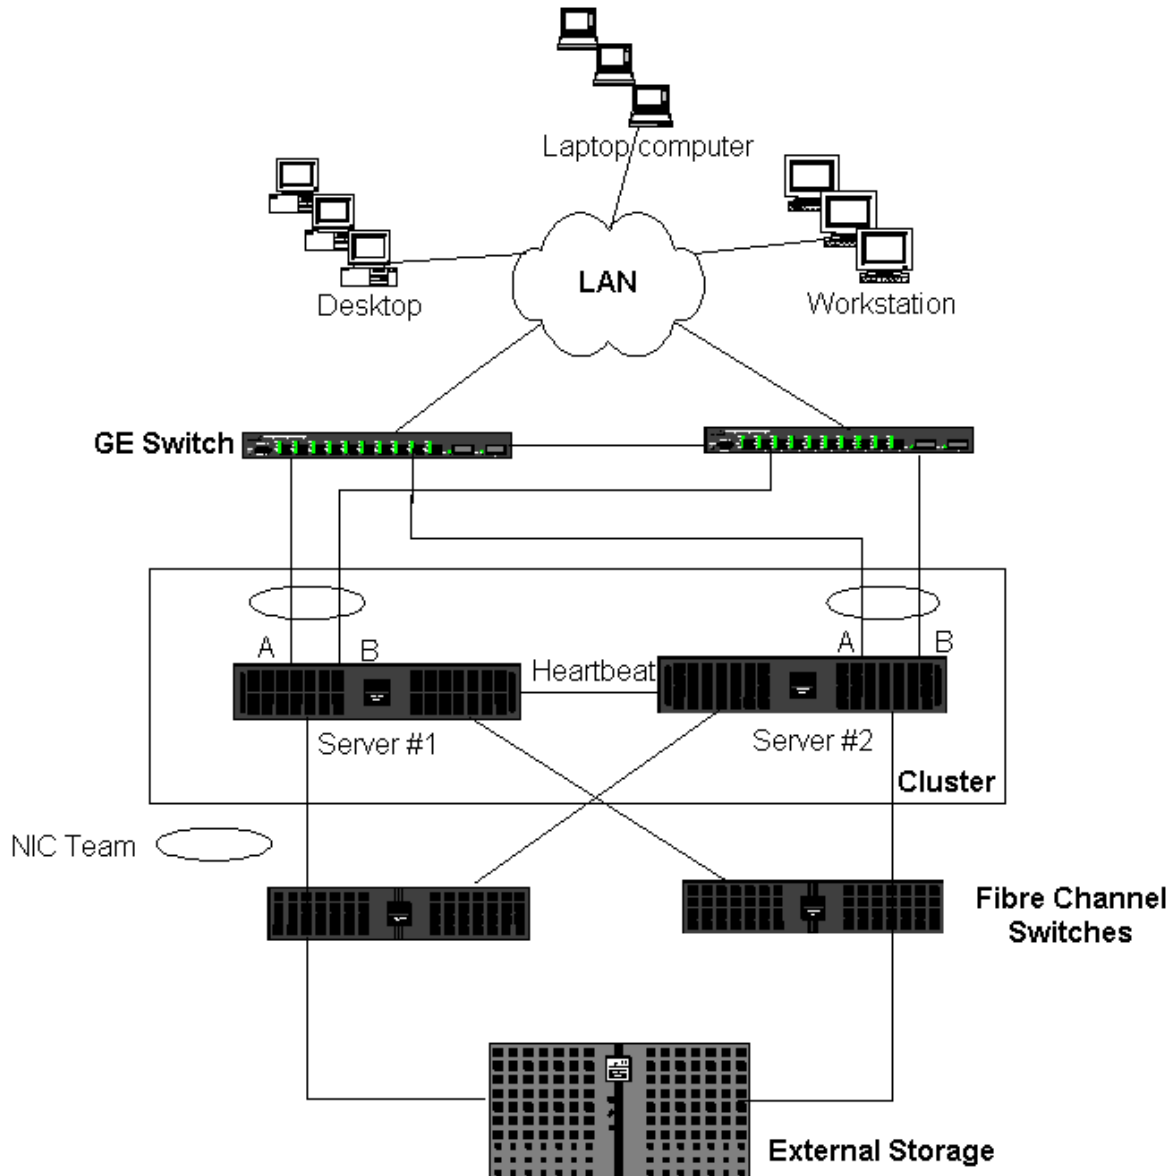 Laptop computer
Desktop
LAN
Workstation
GE Switch
A
B
A
B
Heartbeat
Server #1
Server #2
Cluster
NIC Team
Fibre Channel
Switches
External Storage